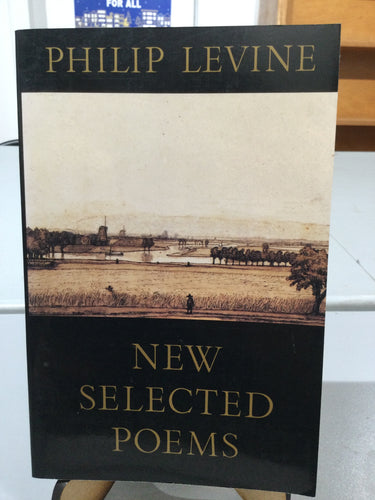 FOR ALL
PHILIP LEVINE
NEW
SELECTED
POEMS